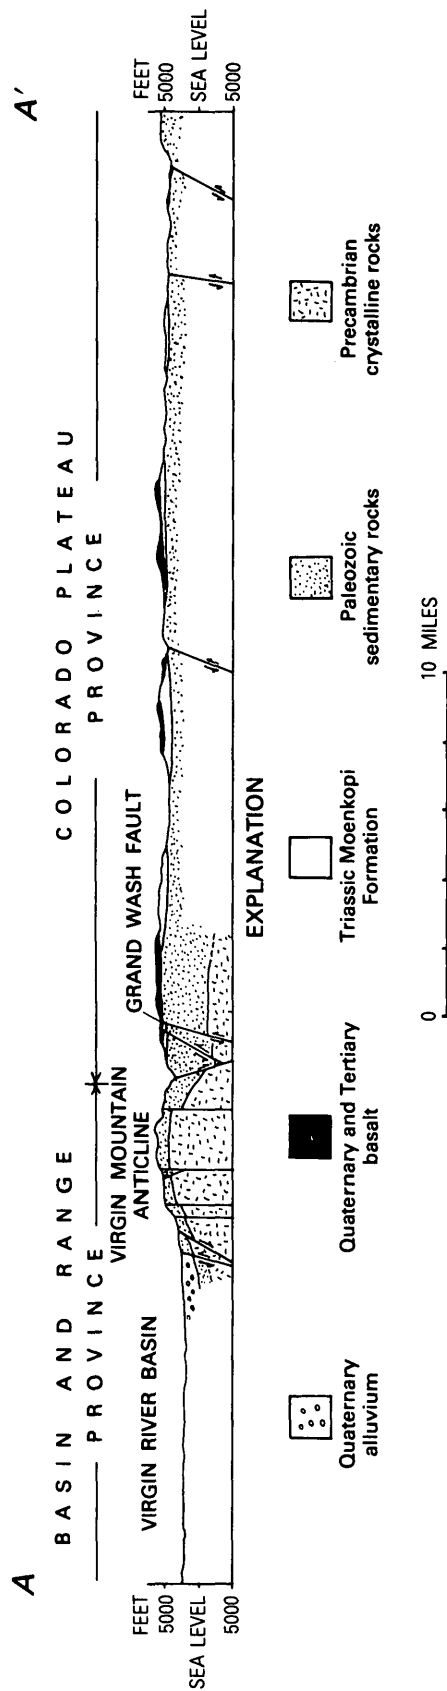 A
A′
BASIN AND RANGE
PROVINCE
COLORADO PLATEAU
PROVINCE
VIRGIN RIVER BASIN
VIRGIN MOUNTAIN
ANTICLINE
GRAND WASH FAULT
FEET
5000
SEA LEVEL
5000
FEET
5000
SEA LEVEL
5000
EXPLANATION
Quaternary
alluvium
Quaternary and Tertiary
basalt
Triassic Moenkopi
Formation
Paleozoic
sedimentary rocks
Precambrian
crystalline rocks
0
10 MILES